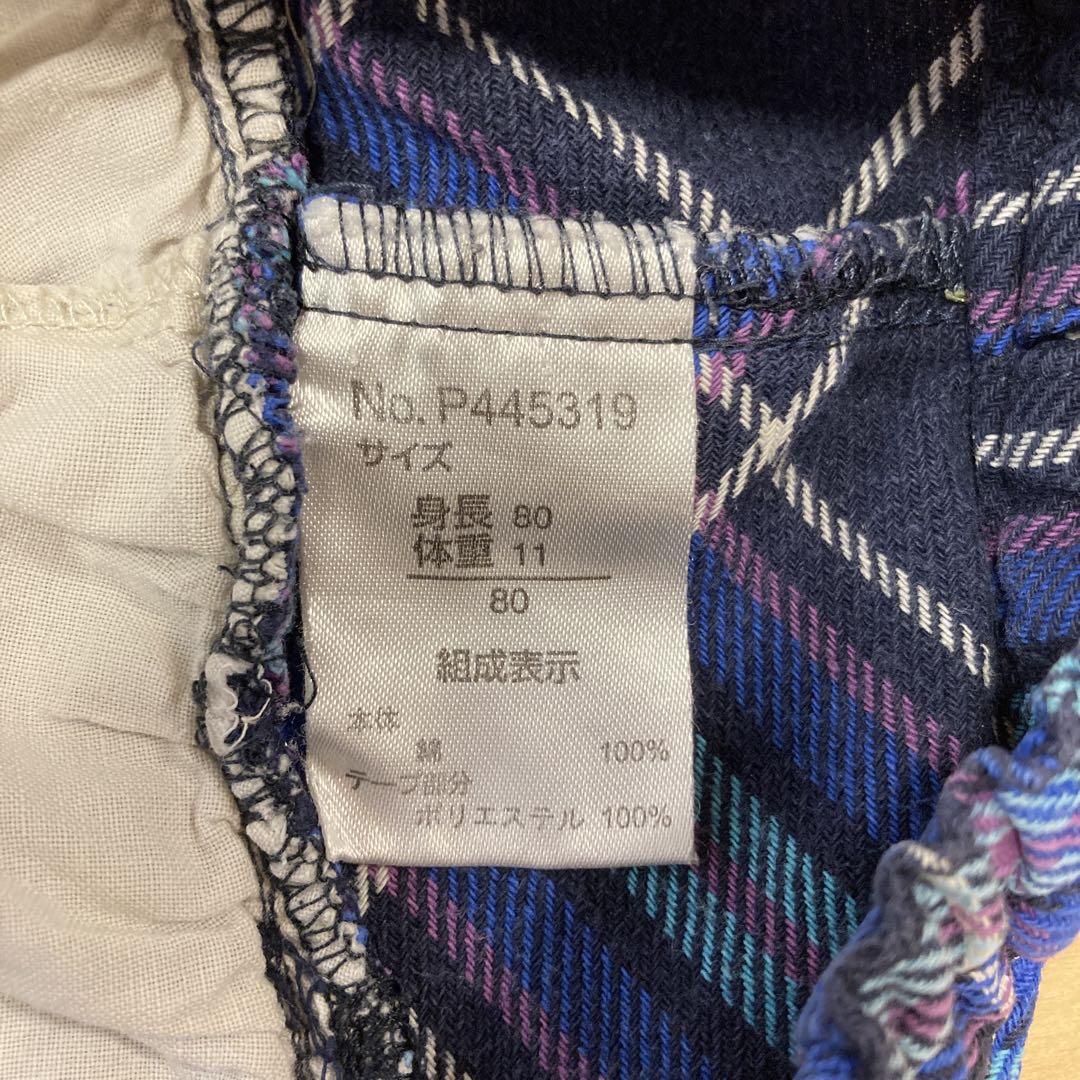 No.P445319
サイズ
身長 80
体重 11
80
組成表示
本体
綿 100%
テープ部分
ポリエステル 100%